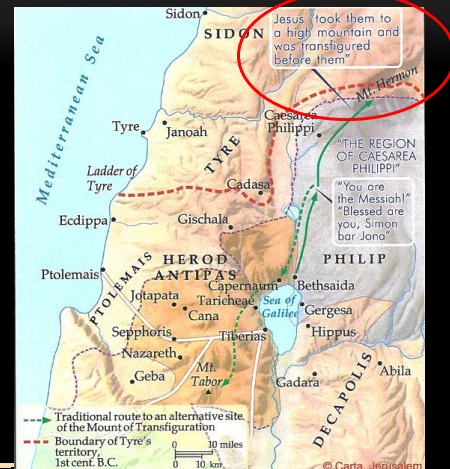 Sidon
SIDON
Jesus "took them to
a high mountain and
was transfigured
before them"
Mt. Hermon
Mediterranean Sea
Caesarea
Philippi
Tyre
Janoah
TYRE
"THE REGION
OF CAESAREA
PHILIPPI"
Ladder of
Tyre
Cadasa
"You are
the Messiah!"
"Blessed are
you, Simon
bar Jona"
Ecdippa
Gischala
PTOLEMAIS
HEROD
ANTIPAS
PHILIP
Ptolemais
Capernaum
Bethsaida
Jotapata
Taricheae
Sea of
Galilee
Cana
Gergesa
Sepphoris
Tiberias
Hippus
Nazareth
Mt.
Tabor
Geba
Gadara
Abila
DECAPOLIS
Traditional route to an alternative site
of the Mount of Transfiguration
Boundary of Tyre's
territory,
1st cent. B.C.
0 10 miles
0 10 km
© Carta, Jerusalem